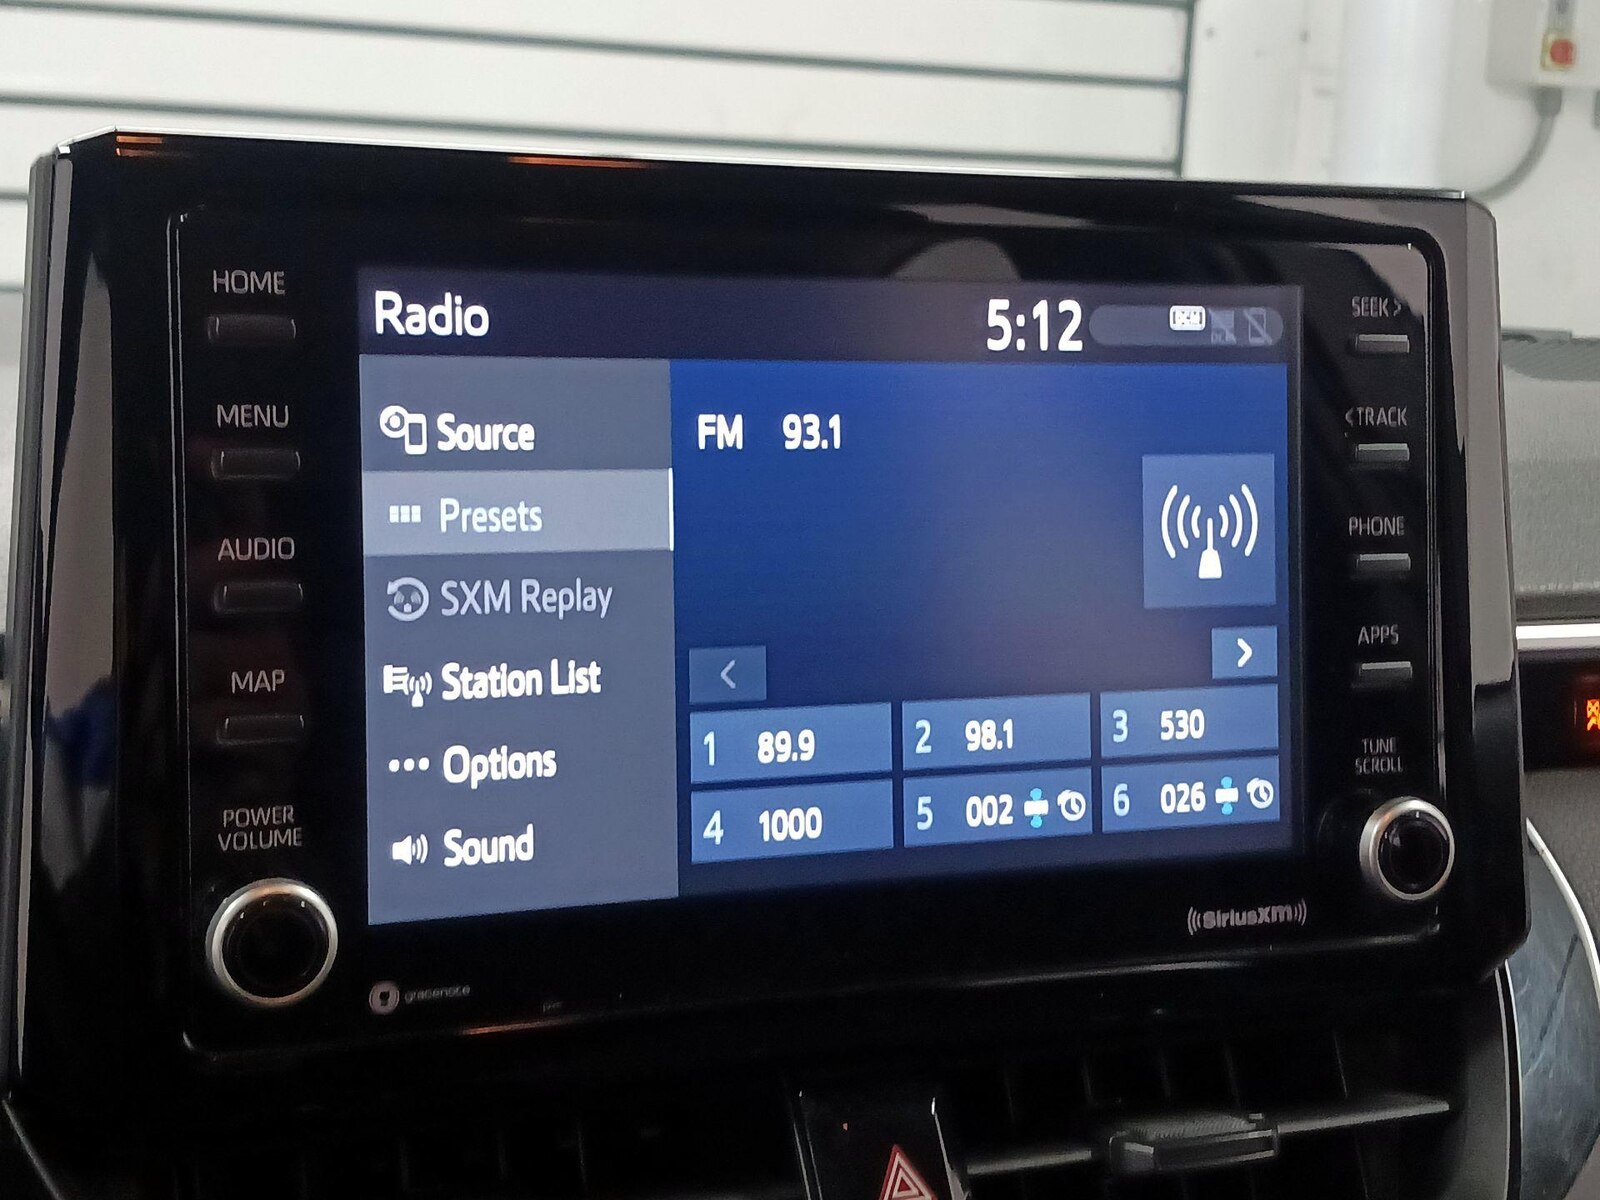 HOME
MENU
AUDIO
MAP
POWER
VOLUME
Radio
5:12
DCM
Source
Presets
SXM Replay
Station List
Options
Sound
FM 93.1
<
>
1 89.9
2 98.1
3 530
4 1000
5 002
6 026
SEEK >
< TRACK
PHONE
APPS
TUNE
SCROLL
((SiriusXM))
gracenote